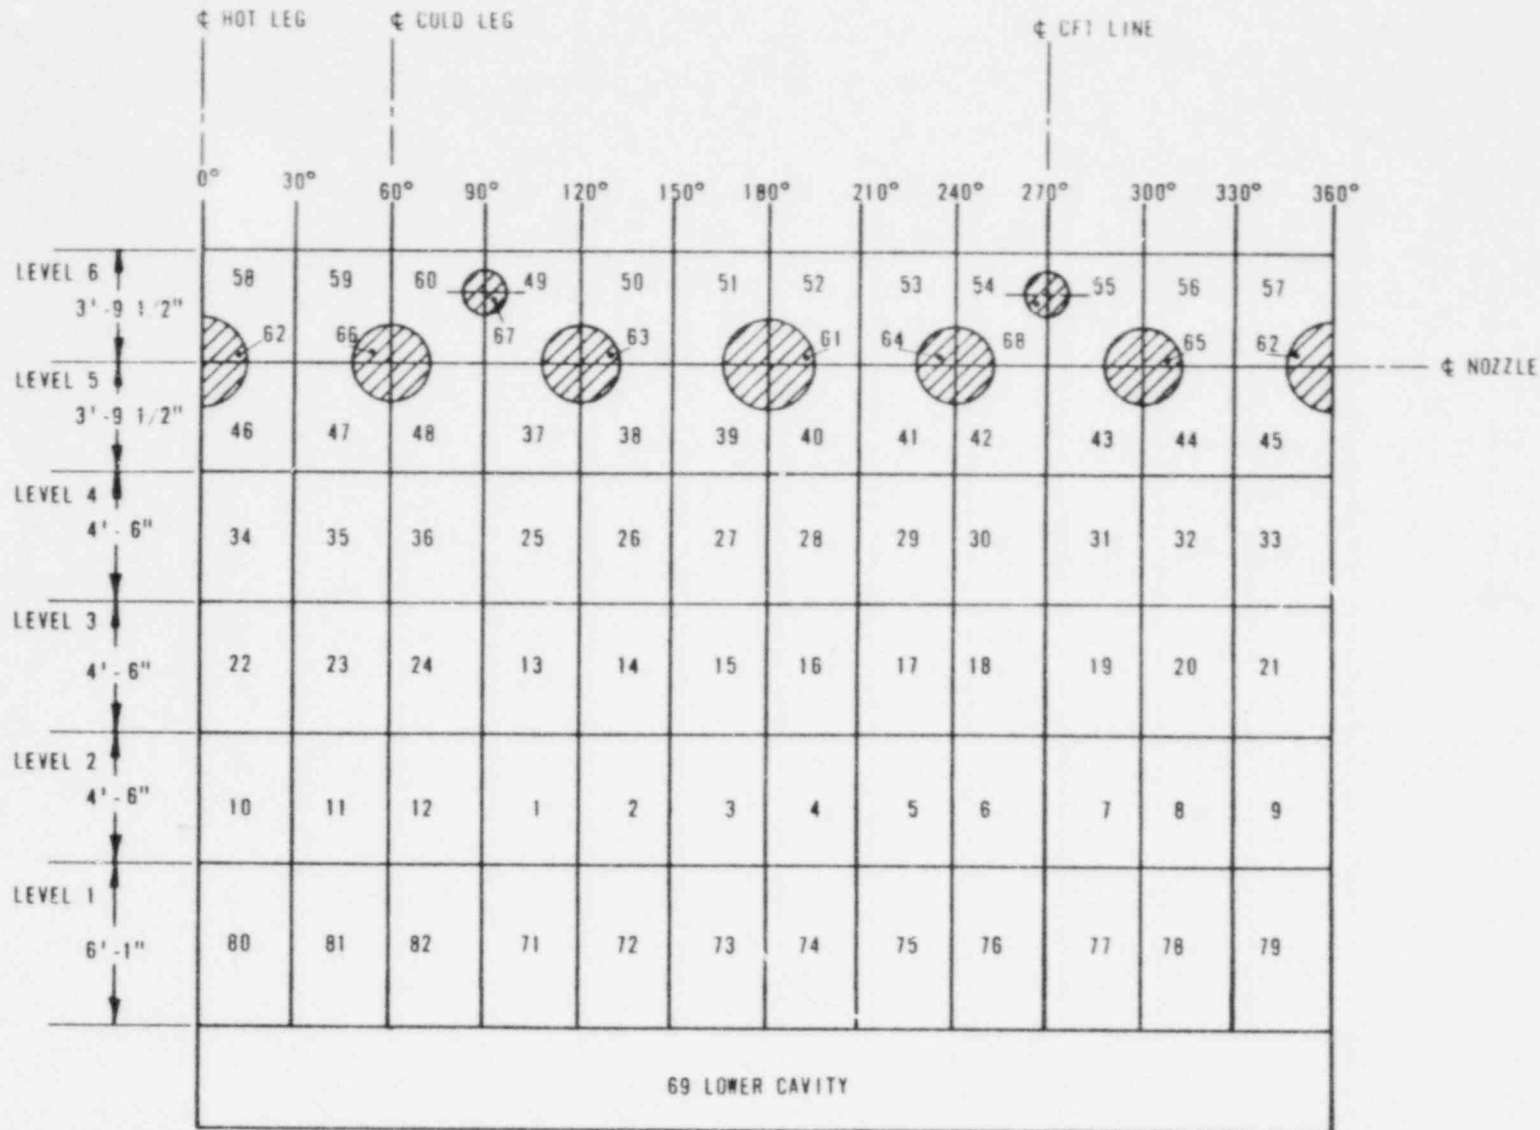 ℄ HOT LEG ℄ COLD LEG ℄ CFT LINE
0° 30° 60° 90° 120° 150° 180° 210° 240° 270° 300° 330° 360°
LEVEL 6 58 59 60 49 50 51 52 53 54 55 56 57
3'-9 1/2"
62 66 67 63 61 64 68 65 62
℄ NOZZLE
LEVEL 5
3'-9 1/2" 46 47 48 37 38 39 40 41 42 43 44 45
LEVEL 4
4'-6" 34 35 36 25 26 27 28 29 30 31 32 33
LEVEL 3
4'-6" 22 23 24 13 14 15 16 17 18 19 20 21
LEVEL 2
4'-6" 10 11 12 1 2 3 4 5 6 7 8 9
LEVEL 1
6'-1" 80 81 82 71 72 73 74 75 76 77 78 79
69 LOWER CAVITY